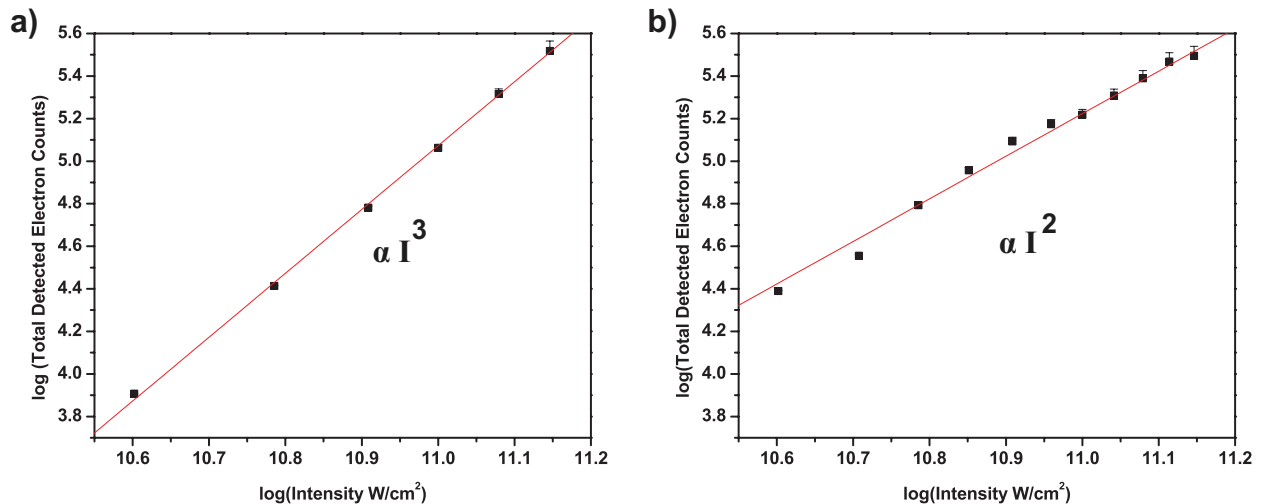 a)
log (Total Detected Electron Counts)
5.6
5.4
5.2
5.0
4.8
4.6
4.4
4.2
4.0
3.8
α I³
10.6 10.7 10.8 10.9 11.0 11.1 11.2
log(Intensity W/cm²)
b)
log(Total Detected Electron Counts)
5.6
5.4
5.2
5.0
4.8
4.6
4.4
4.2
4.0
3.8
α I²
10.6 10.7 10.8 10.9 11.0 11.1 11.2
log(Intensity W/cm²)